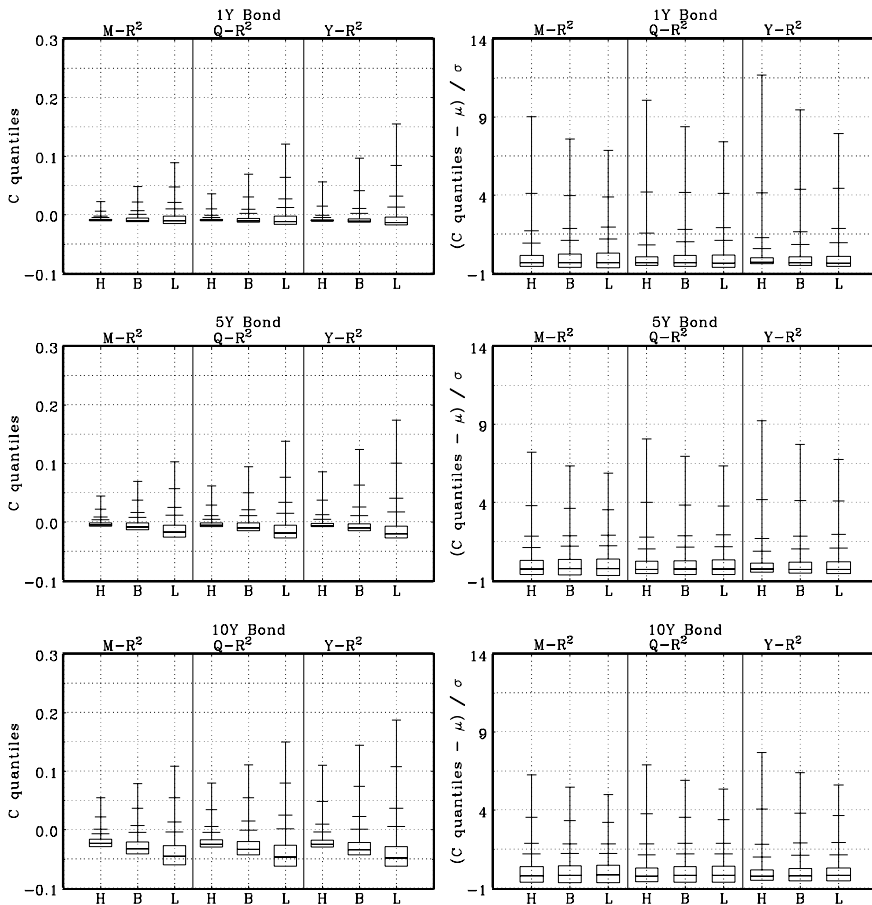 1Y Bond
M−R² Q−R² Y−R²
C quantiles
0.3
0.2
0.1
0.0
−0.1
H B L H B L H B L
1Y Bond
M−R² Q−R² Y−R²
(C quantiles − μ) / σ
14
9
4
−1
H B L H B L H B L
5Y Bond
M−R² Q−R² Y−R²
C quantiles
0.3
0.2
0.1
0.0
−0.1
H B L H B L H B L
5Y Bond
M−R² Q−R² Y−R²
(C quantiles − μ) / σ
14
9
4
−1
H B L H B L H B L
10Y Bond
M−R² Q−R² Y−R²
C quantiles
0.3
0.2
0.1
0.0
−0.1
H B L H B L H B L
10Y Bond
M−R² Q−R² Y−R²
(C quantiles − μ) / σ
14
9
4
−1
H B L H B L H B L